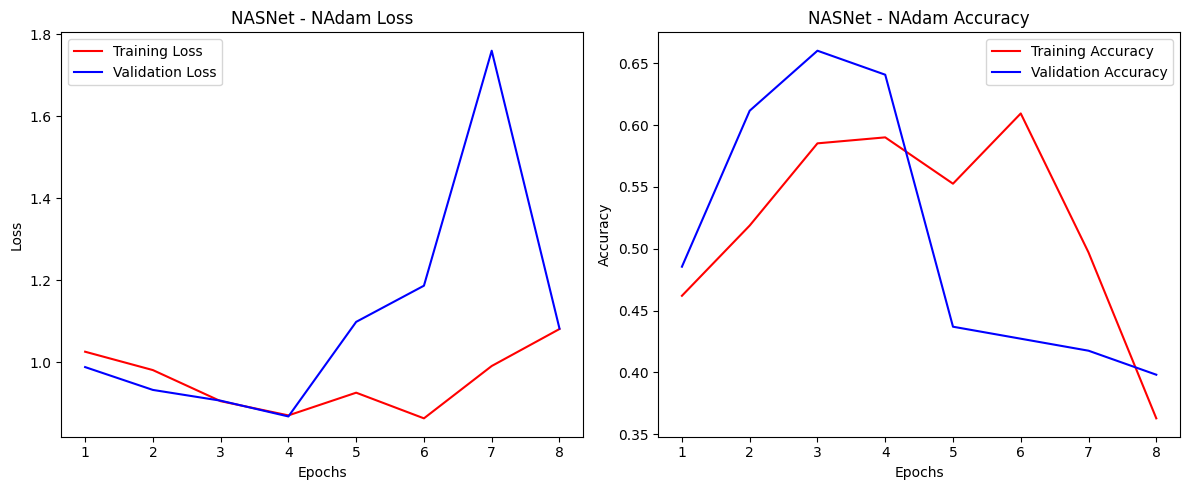 NASNet - NAdam Loss
Training Loss
Validation Loss
Loss
1.8
1.6
1.4
1.2
1.0
1 2 3 4 5 6 7 8
Epochs
NASNet - NAdam Accuracy
Training Accuracy
Validation Accuracy
Accuracy
0.65
0.60
0.55
0.50
0.45
0.40
0.35
1 2 3 4 5 6 7 8
Epochs